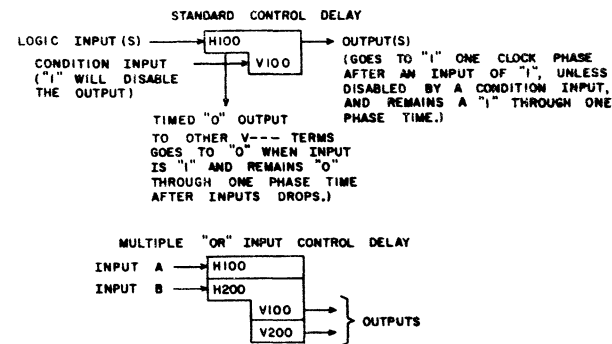 STANDARD CONTROL DELAY
LOGIC INPUT(S)
H100
V100
OUTPUT(S)
(GOES TO "1" ONE CLOCK PHASE
AFTER AN INPUT OF "1", UNLESS
DISABLED BY A CONDITION INPUT,
AND REMAINS A "1" THROUGH ONE
PHASE TIME.)
CONDITION INPUT
("1" WILL DISABLE
THE OUTPUT)
TIMED "0" OUTPUT
TO OTHER V--- TERMS
GOES TO "0" WHEN INPUT
IS "1" AND REMAINS "0"
THROUGH ONE PHASE TIME
AFTER INPUTS DROPS.)
MULTIPLE "OR" INPUT CONTROL DELAY
INPUT A
H100
INPUT B
H200
V100
V200
OUTPUTS